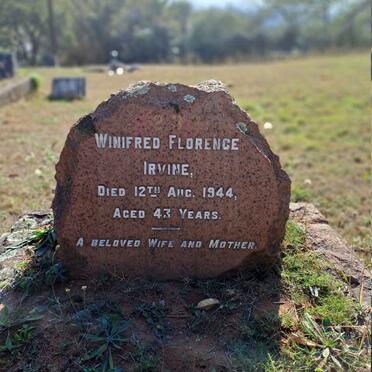 Winifred Florence
Irvine,
Died 12th Aug. 1944,
Aged 43 Years.
A beloved Wife and Mother.